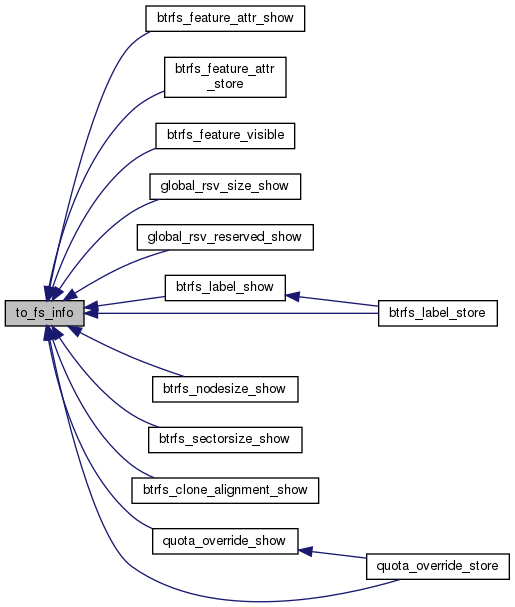 btrfs_feature_attr_show
btrfs_feature_attr
_store
btrfs_feature_visible
global_rsv_size_show
global_rsv_reserved_show
btrfs_label_show
to_fs_info
btrfs_label_store
btrfs_nodesize_show
btrfs_sectorsize_show
btrfs_clone_alignment_show
quota_override_show
quota_override_store